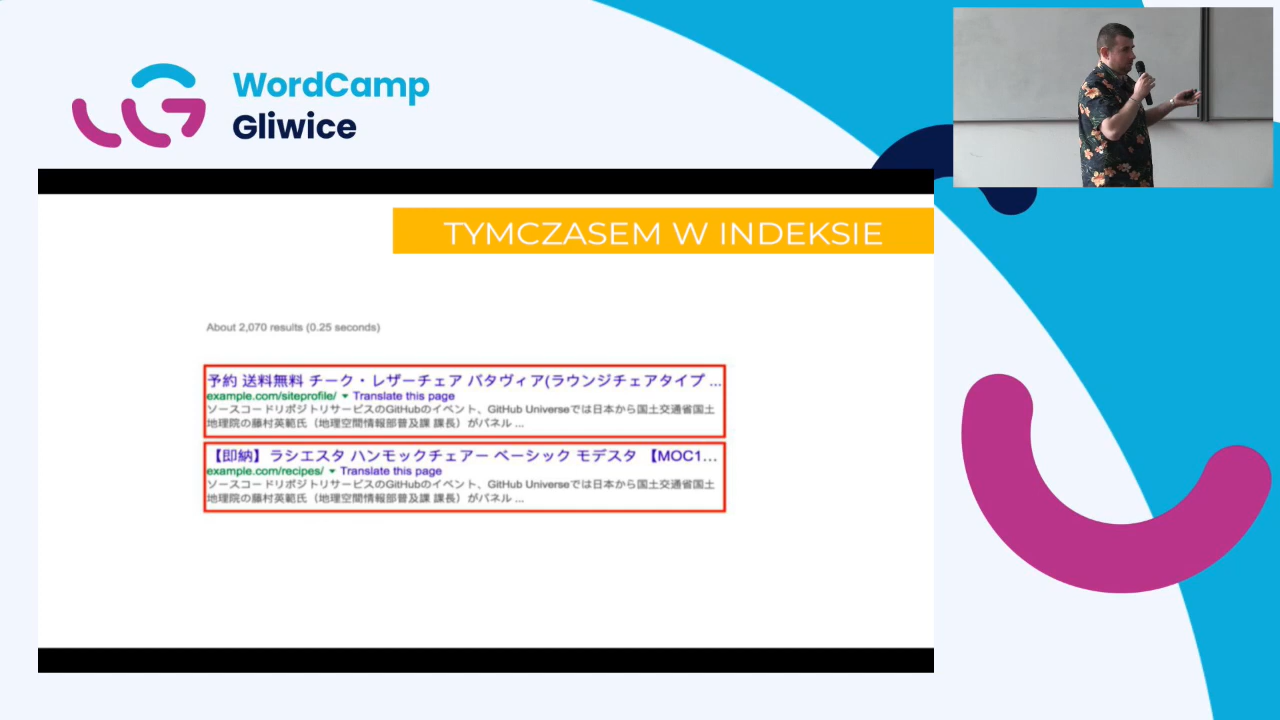 WordCamp
Gliwice
TYMCZASEM W INDEKSIE
About 2,070 results (0.25 seconds)
予約 送料無料 チーク・レザーチェア バタヴィア(ラウンジチェアタイプ ...
example.com/siteprofile/ ▼ Translate this page
ソースコードリポジトリサービスのGitHubのイベント、GitHub Universeでは日本から国土交通省国土
地理院の藤村英範氏（地理空間情報部普及課 課長）がパネル ...
【即納】ラシエスタ ハンモックチェアー ベーシック モデスタ 【MOC1...
example.com/recipes/ ▼ Translate this page
ソースコードリポジトリサービスのGitHubのイベント、GitHub Universeでは日本から国土交通省国土
地理院の藤村英範氏（地理空間情報部普及課 課長）がパネル ...